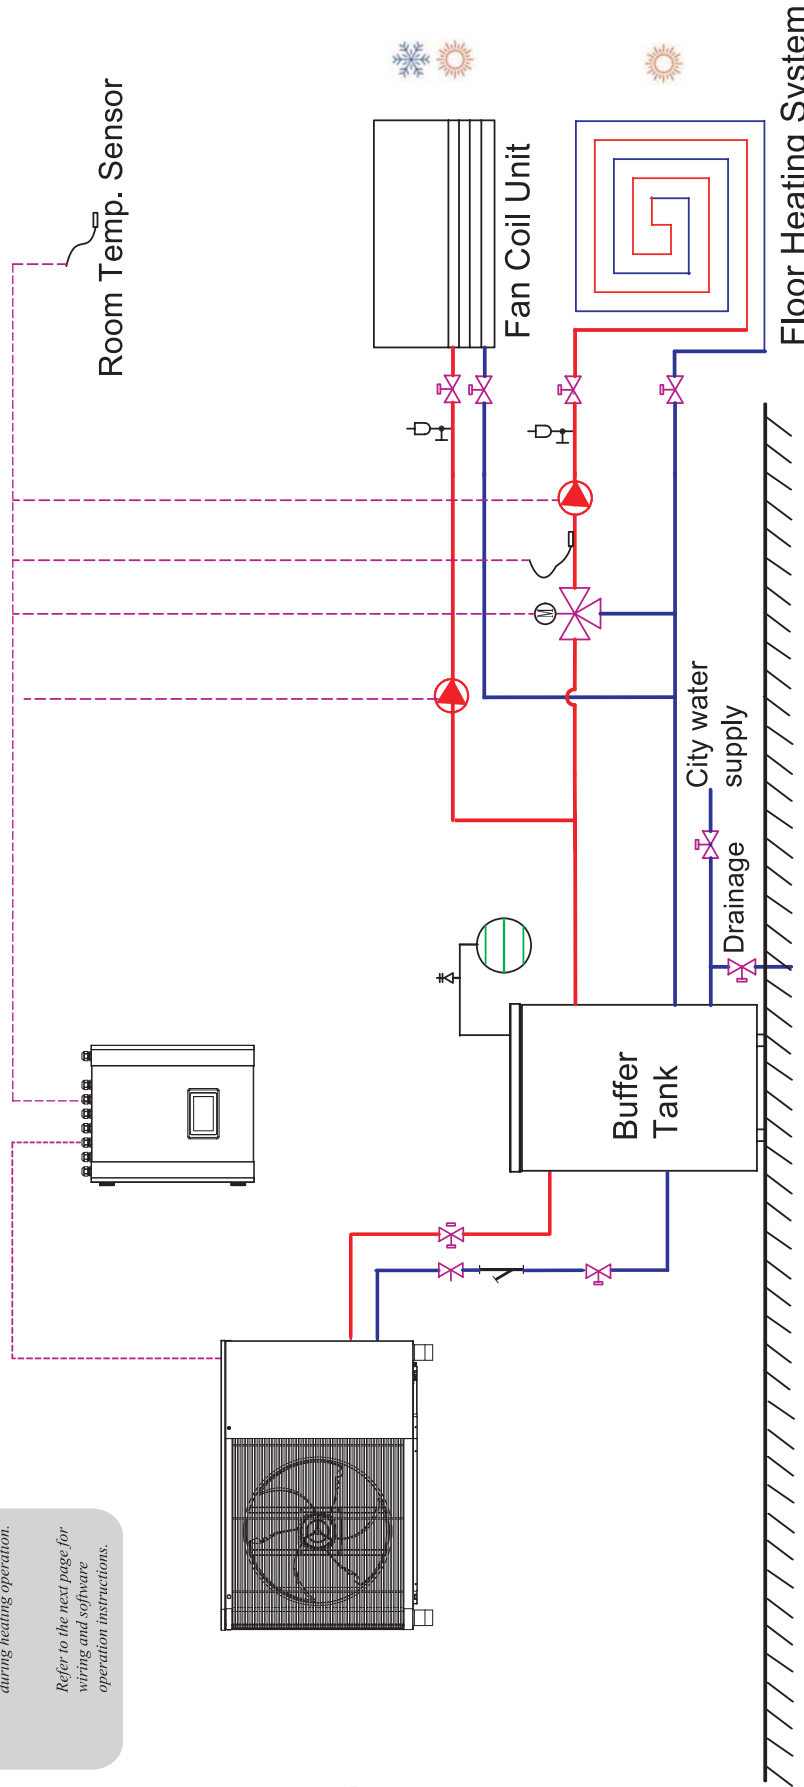 during heating operation.
Refer to the next page for
wiring and software
operation instructions.
Room Temp. Sensor
Fan Coil Unit
Floor Heating System
City water
supply
Drainage
Buffer
Tank
M